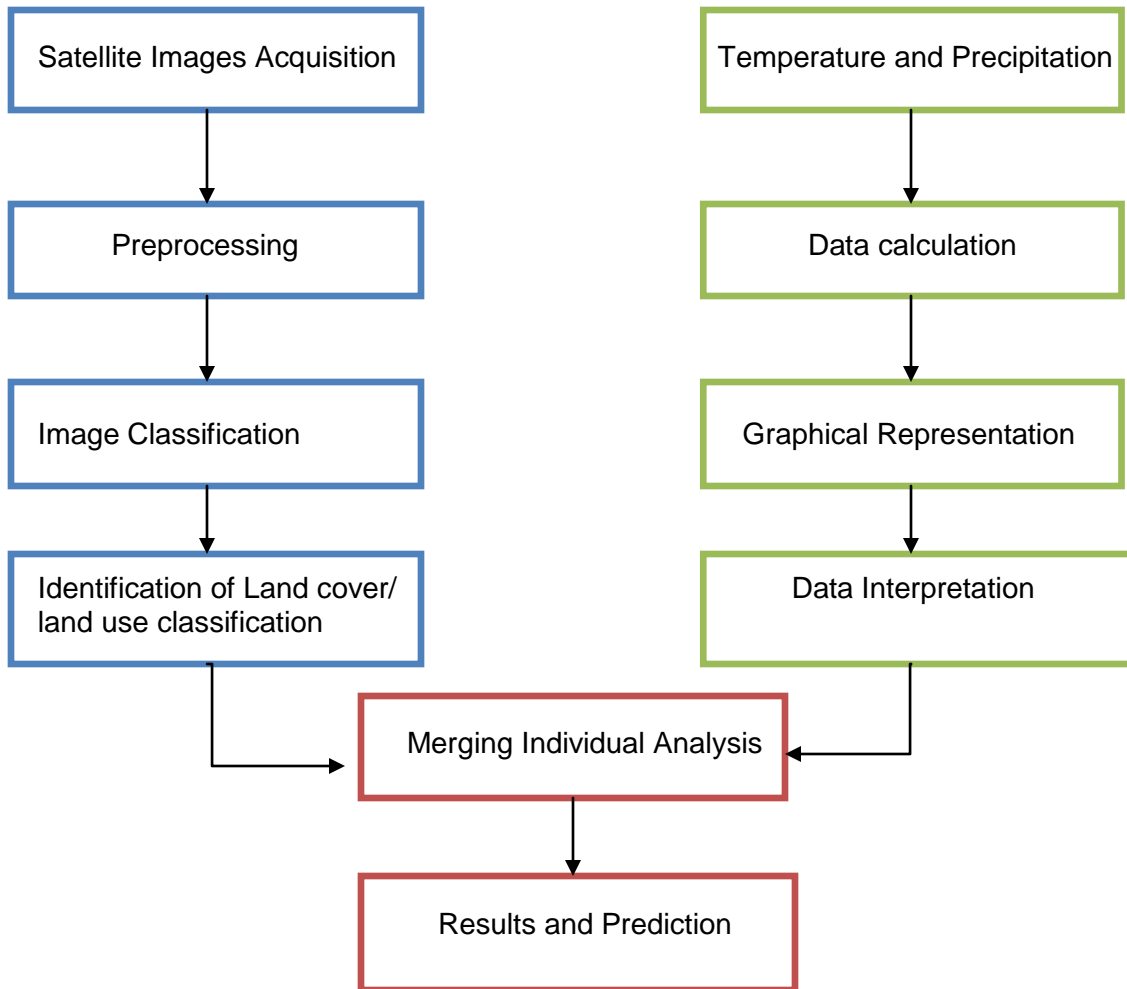 Satellite Images Acquisition
Temperature and Precipitation
Preprocessing
Data calculation
Image Classification
Graphical Representation
Identification of Land cover/
land use classification
Data Interpretation
Merging Individual Analysis
Results and Prediction